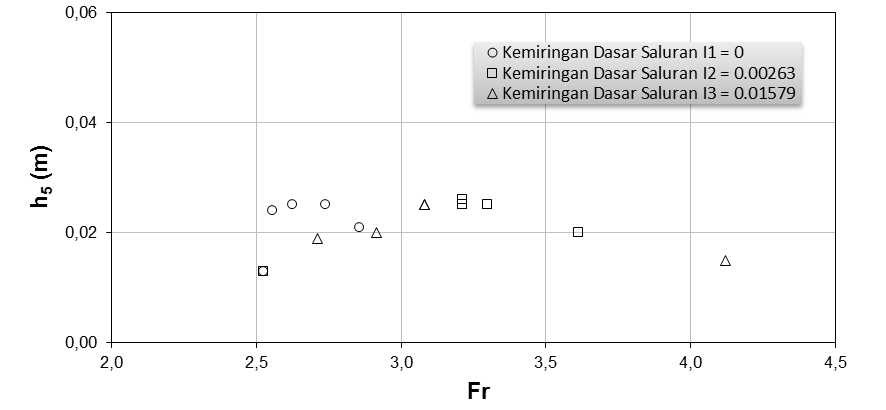 0,06
0,04
0,02
0,00
h5 (m)
Kemiringan Dasar Saluran I1 = 0
Kemiringan Dasar Saluran I2 = 0.00263
Kemiringan Dasar Saluran I3 = 0.01579
2,0 2,5 3,0 3,5 4,0 4,5
Fr